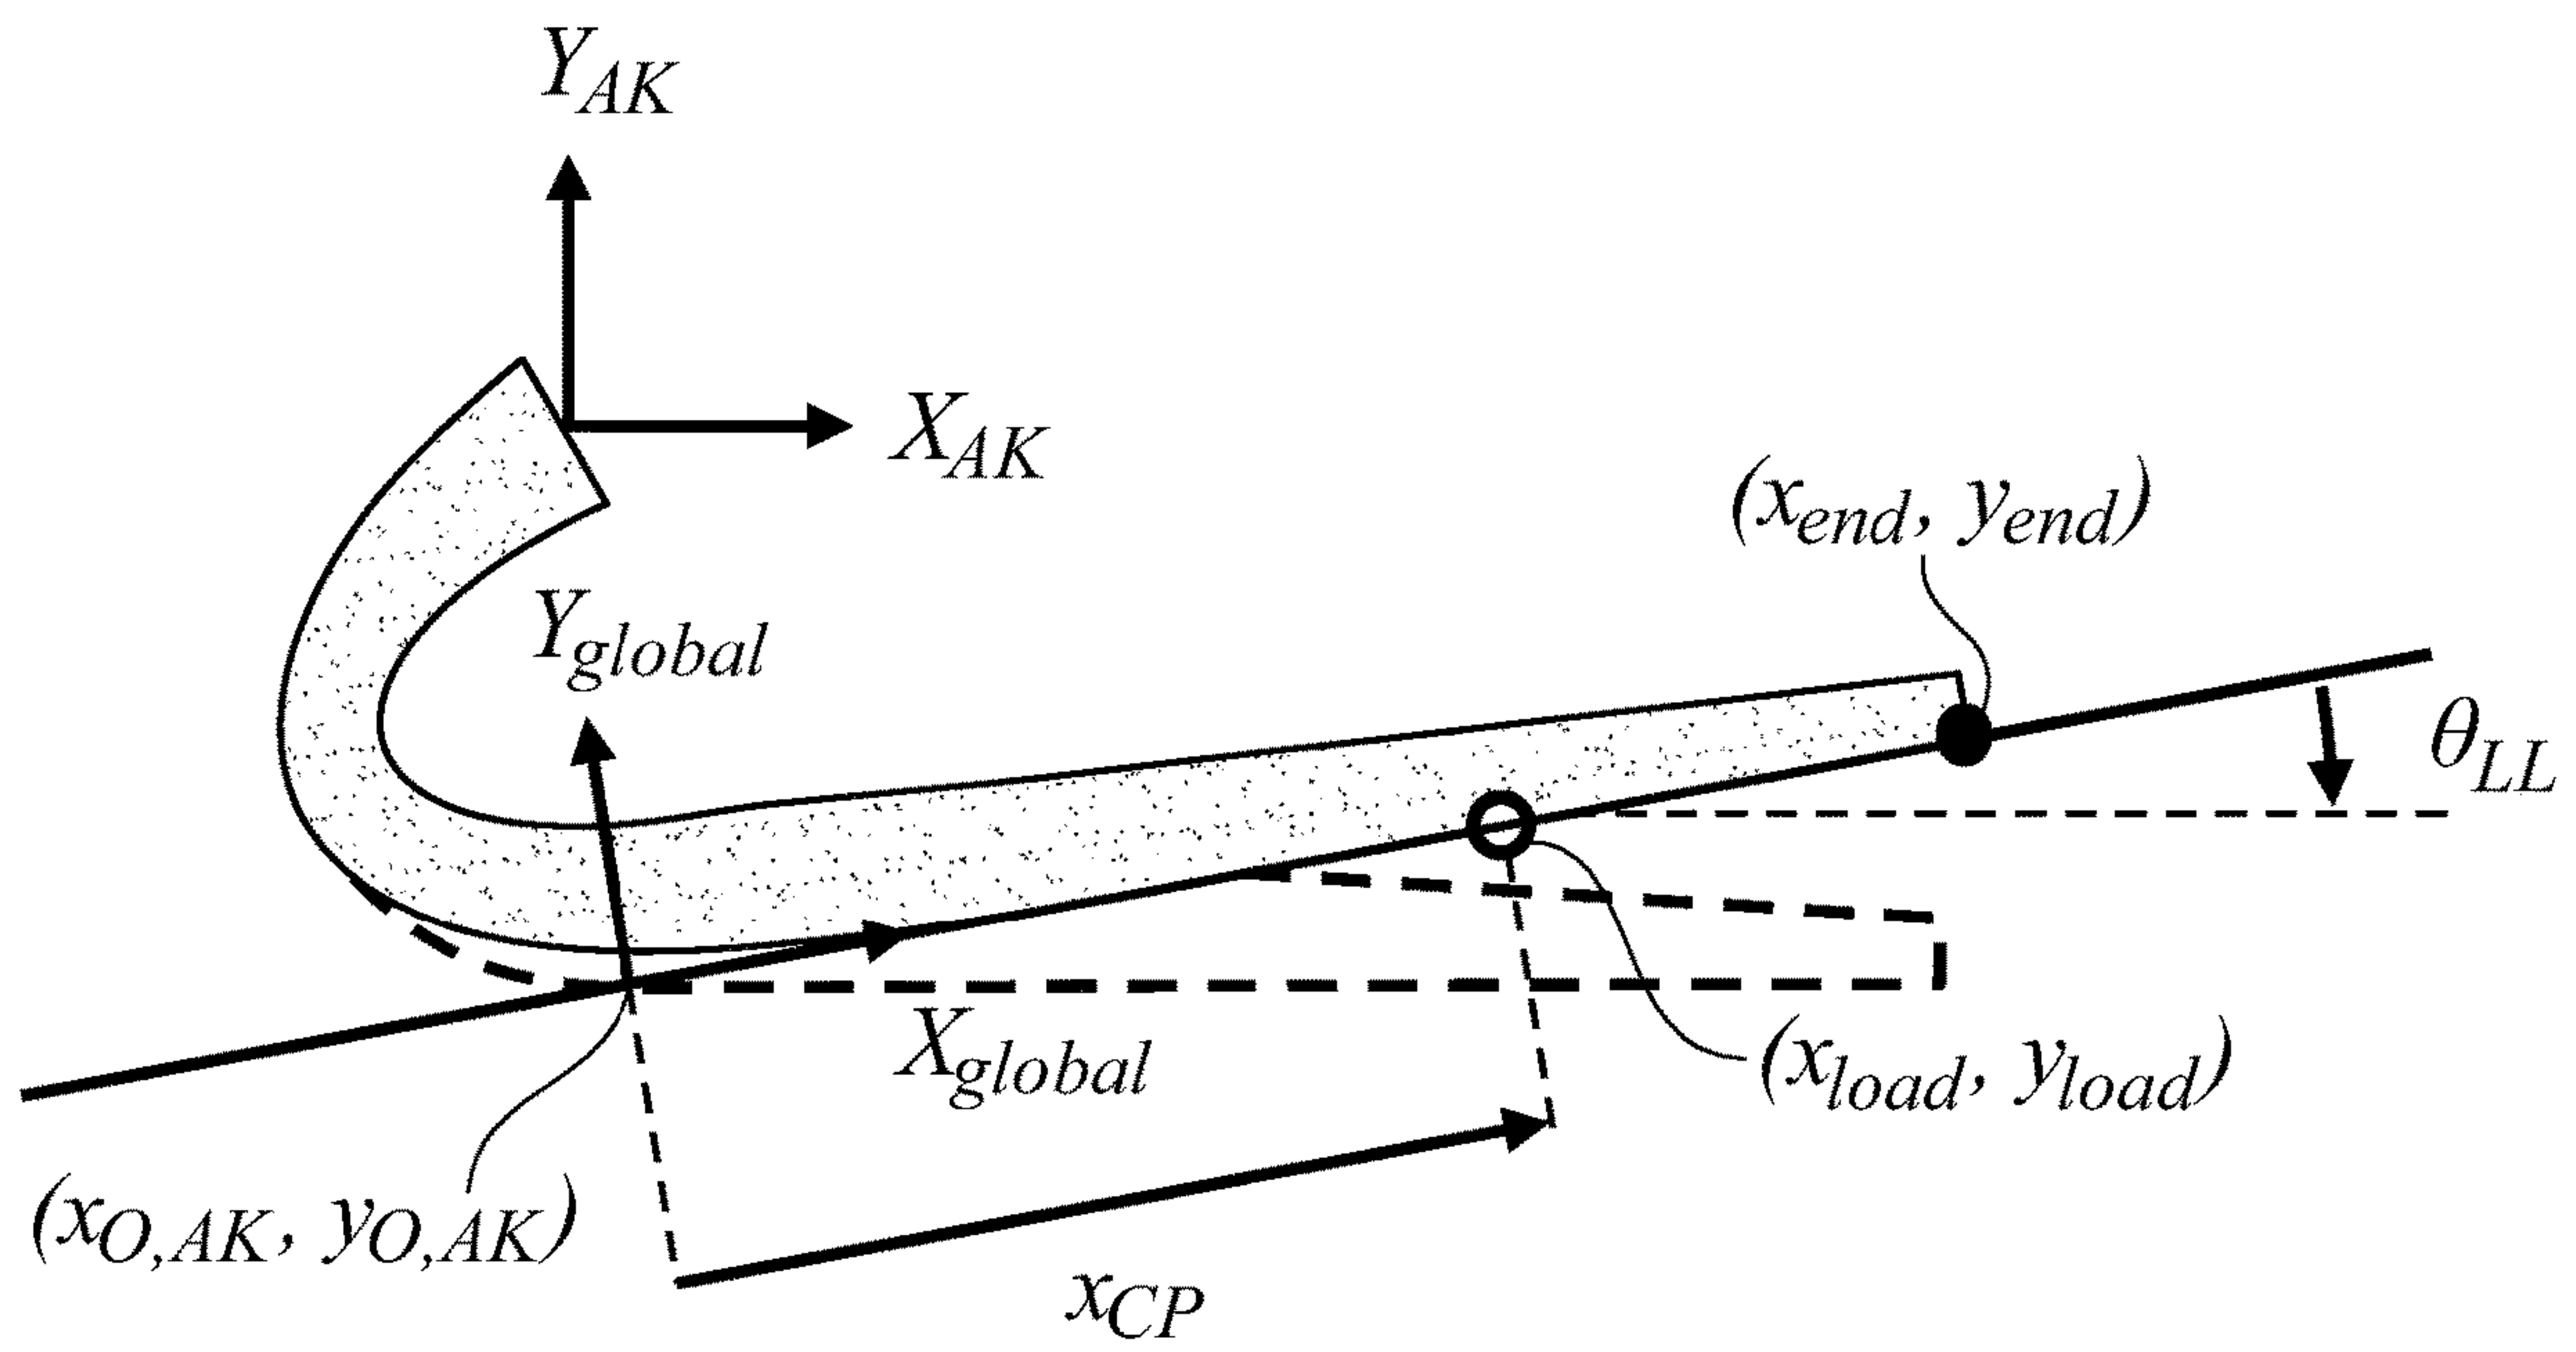 Y_AK
X_AK
(x_end, y_end)
Y_global
θ_LL
X_global
(x_load, y_load)
(x_O,AK, y_O,AK)
x_CP